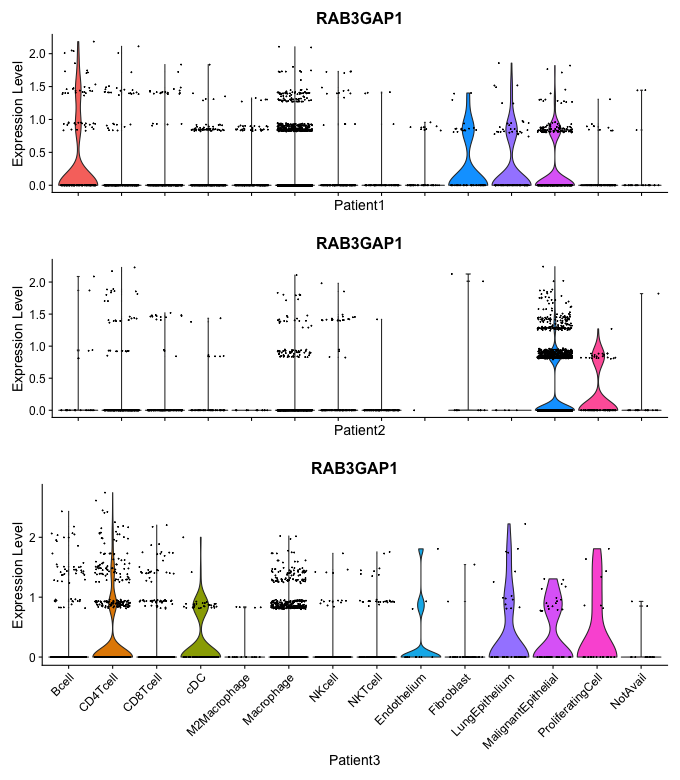 RAB3GAP1
Expression Level
2.0
1.5
1.0
0.5
0.0
Patient1
RAB3GAP1
Expression Level
2.0
1.5
1.0
0.5
0.0
Patient2
RAB3GAP1
Expression Level
2
1
0
Bcell
CD4Tcell
CD8Tcell
cDC
M2Macrophage
Macrophage
NKcell
NKTcell
Endothelium
Fibroblast
LungEpithelium
MalignantEpithelial
ProliferatingCell
NotAvail
Patient3